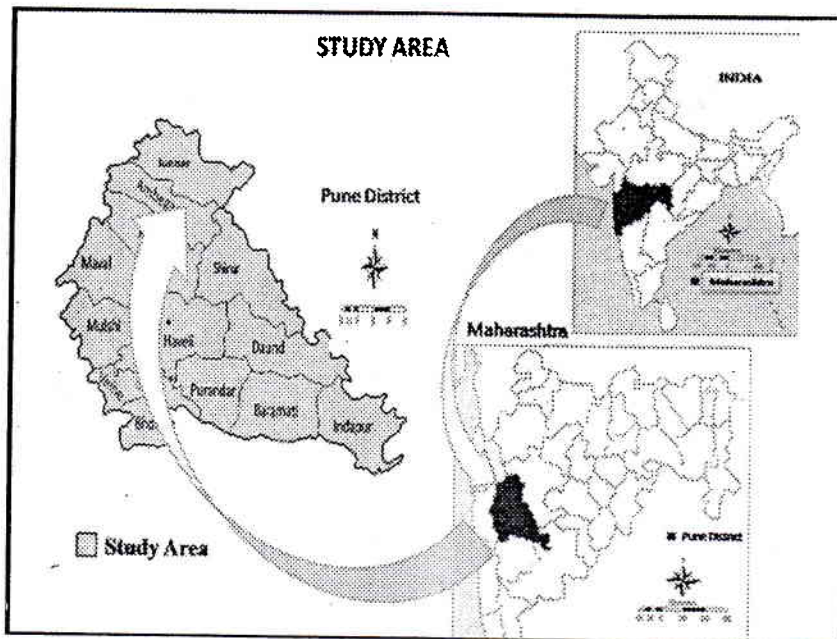 STUDY AREA
INDIA
Junnar
Pune District
N
Maval
Shirur
Maharashtra
Mulshi
Haveli
Daund
Maharashtra
Purandar
Baramati
Indapur
Study Area
Pune District